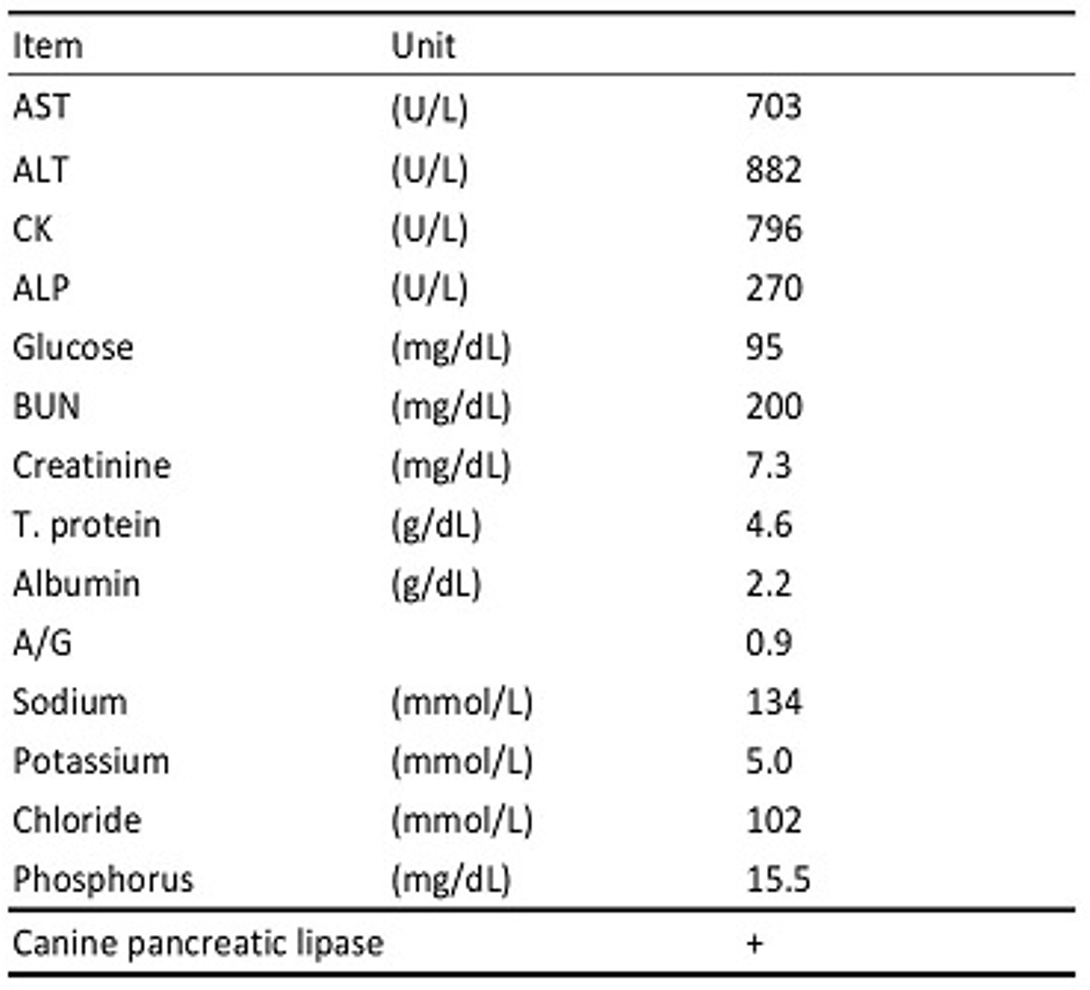 Item Unit
AST (U/L) 703
ALT (U/L) 882
CK (U/L) 796
ALP (U/L) 270
Glucose (mg/dL) 95
BUN (mg/dL) 200
Creatinine (mg/dL) 7.3
T. protein (g/dL) 4.6
Albumin (g/dL) 2.2
A/G 0.9
Sodium (mmol/L) 134
Potassium (mmol/L) 5.0
Chloride (mmol/L) 102
Phosphorus (mg/dL) 15.5
Canine pancreatic lipase +